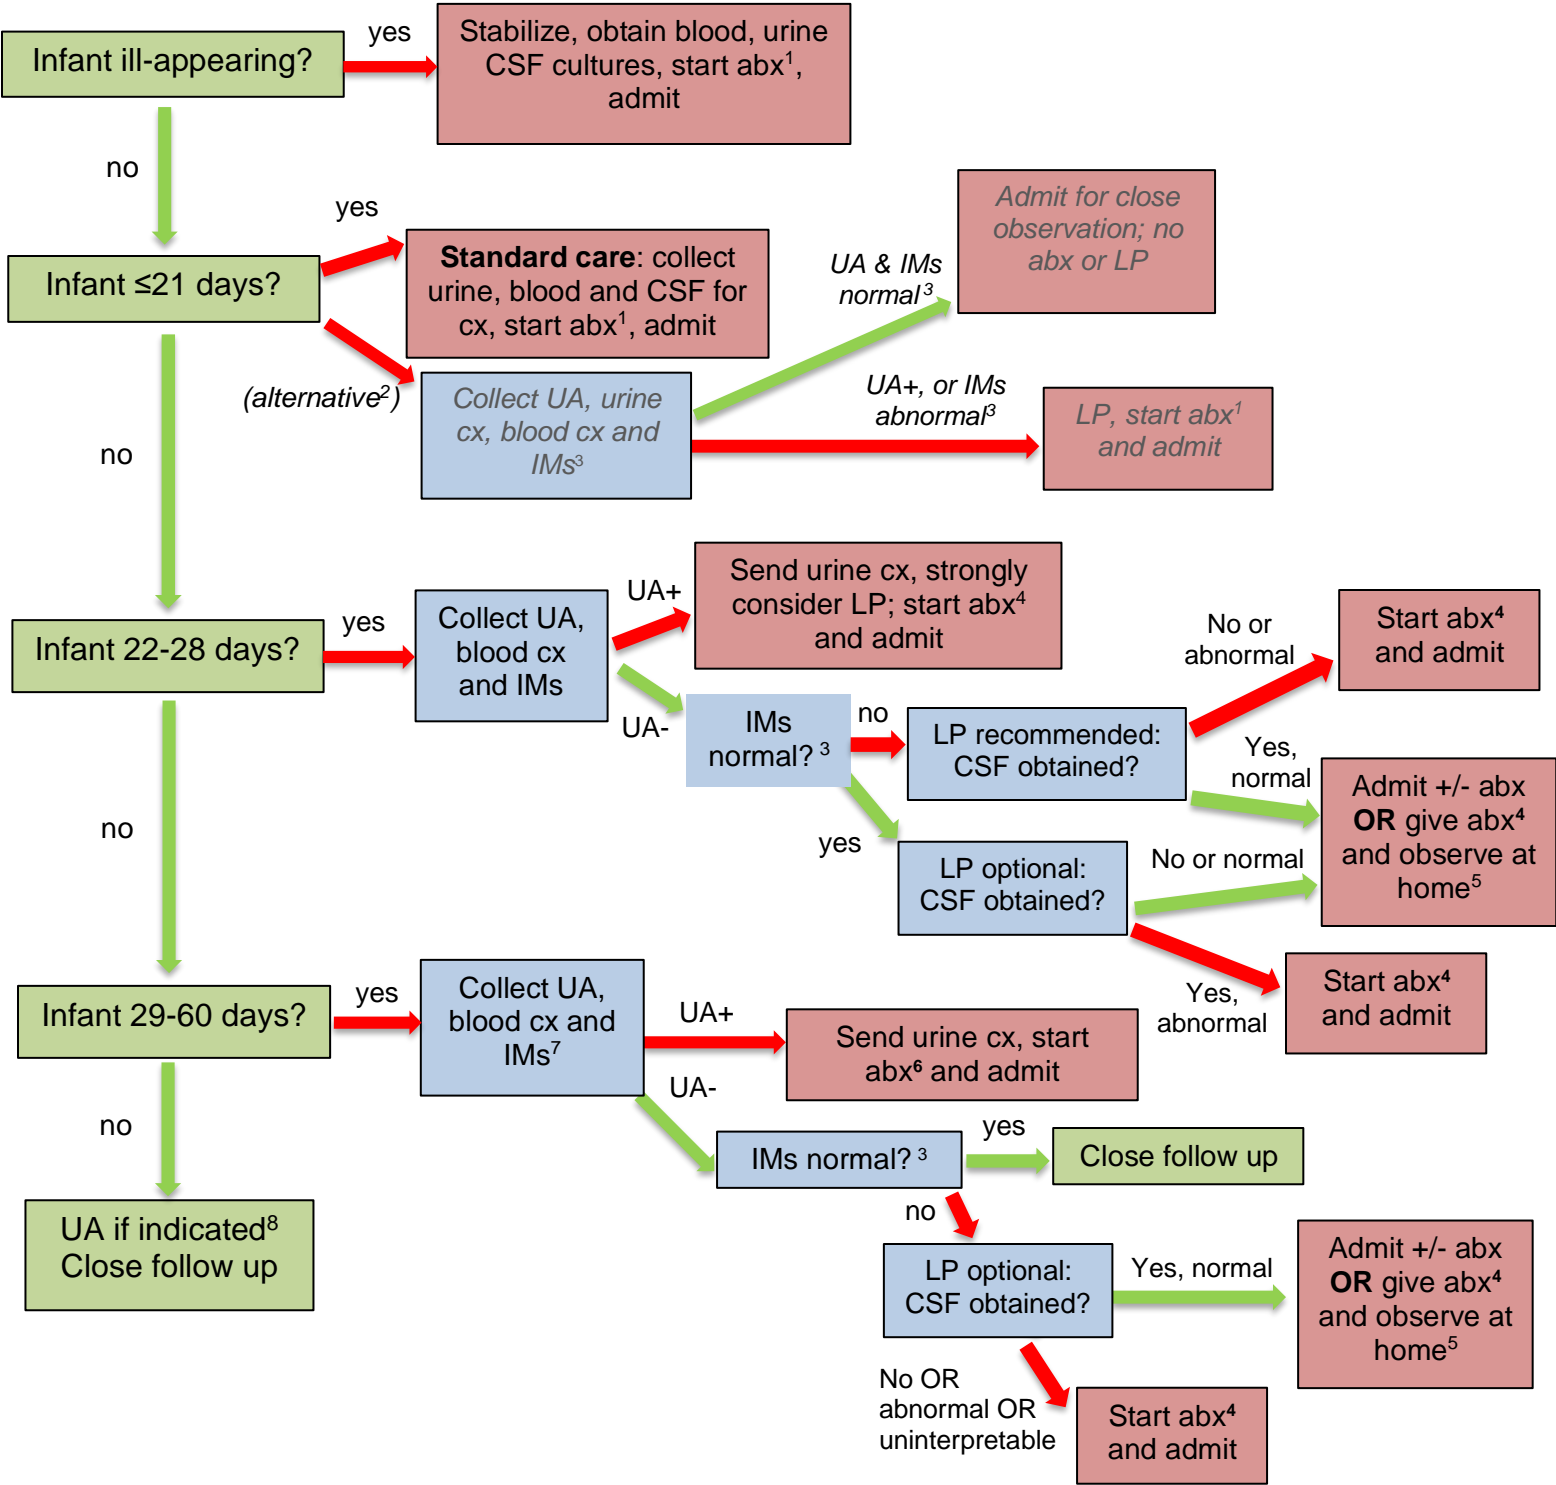 Infant ill-appearing?
yes
Stabilize, obtain blood, urine
CSF cultures, start abx¹,
admit
no
Infant ≤21 days?
yes
Standard care: collect
urine, blood and CSF for
cx, start abx¹, admit
(alternative²)
Collect UA, urine
cx, blood cx and
IMs³
UA & IMs
normal³
Admit for close
observation; no
abx or LP
UA+, or IMs
abnormal³
LP, start abx¹
and admit
no
Infant 22-28 days?
yes
Collect UA,
blood cx
and IMs
UA+
Send urine cx, strongly
consider LP; start abx⁴
and admit
UA-
IMs
normal? ³
no
LP recommended:
CSF obtained?
No or
abnormal
Start abx⁴
and admit
Yes,
normal
Admit +/- abx
OR give abx⁴
and observe at
home⁵
yes
LP optional:
CSF obtained?
No or normal
Yes,
abnormal
Start abx⁴
and admit
no
Infant 29-60 days?
yes
Collect UA,
blood cx and
IMs⁷
UA+
Send urine cx, start
abx⁶ and admit
UA-
IMs normal? ³
yes
Close follow up
no
LP optional:
CSF obtained?
Yes, normal
Admit +/- abx
OR give abx⁴
and observe at
home⁵
No OR
abnormal OR
uninterpretable
Start abx⁴
and admit
no
UA if indicated⁸
Close follow up